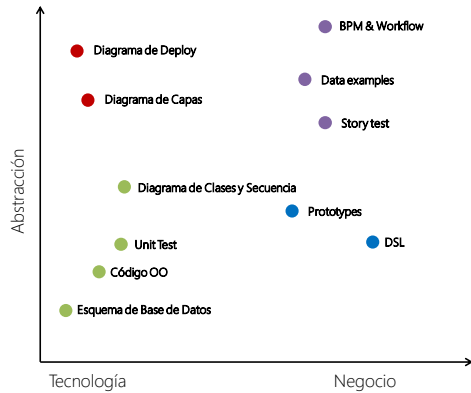 BPM & Workflow
Diagrama de Deploy
Data examples
Diagrama de Capas
Story test
Diagrama de Clases y Secuencia
Prototypes
Unit Test
DSL
Código OO
Esquema de Base de Datos
Abstracción
Tecnología
Negocio